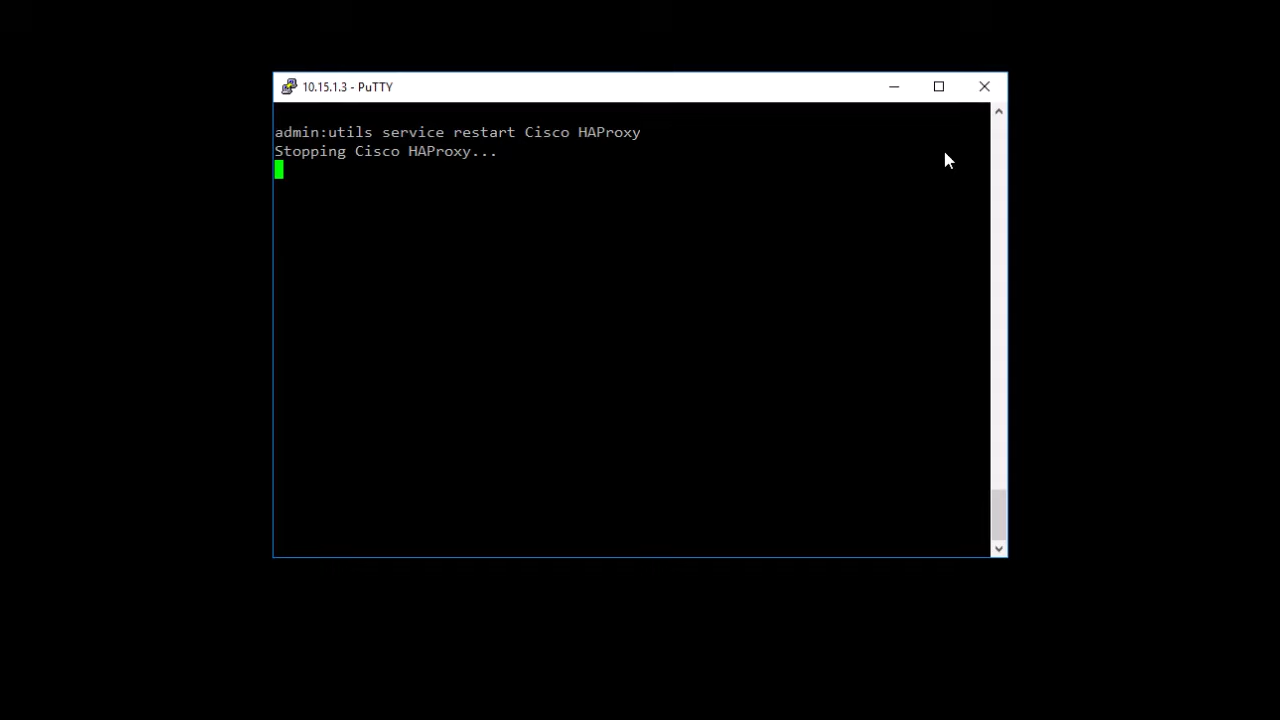 10.15.1.3 - PuTTY
admin:utils service restart Cisco HAProxy
Stopping Cisco HAProxy...